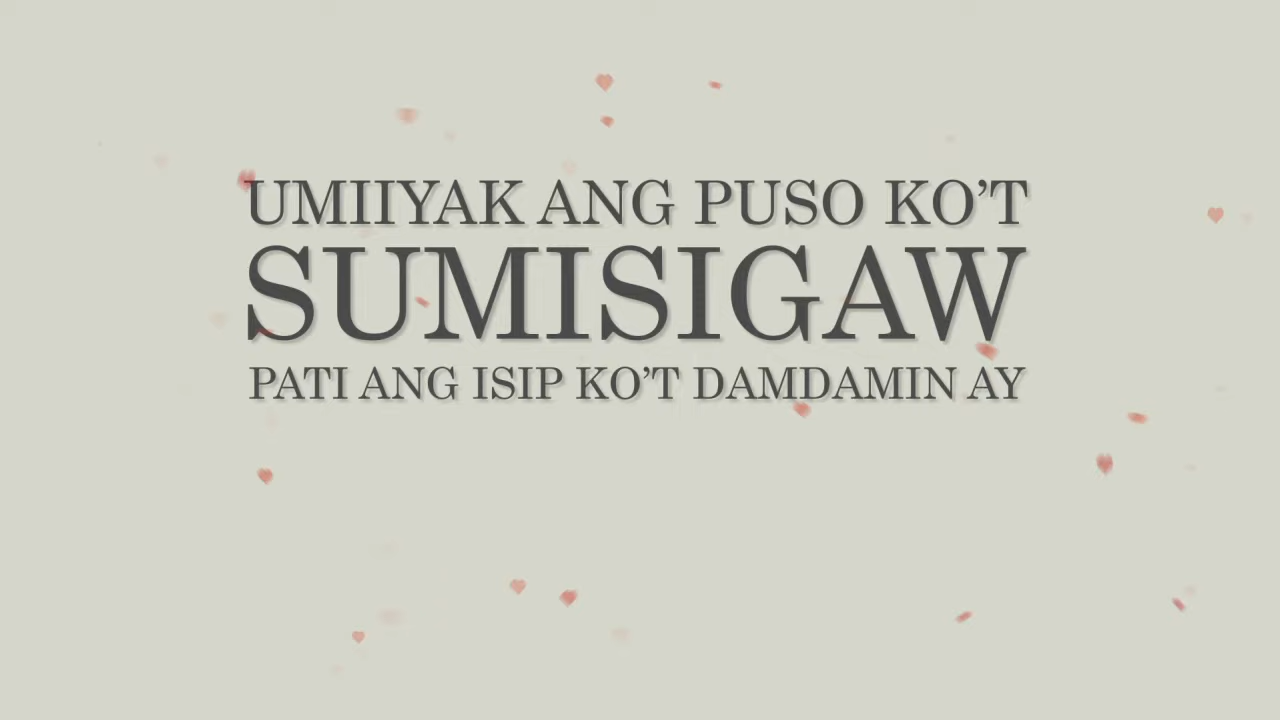 UMIIYAK ANG PUSO KO’T
SUMISIGAW
PATI ANG ISIP KO’T DAMDAMIN AY